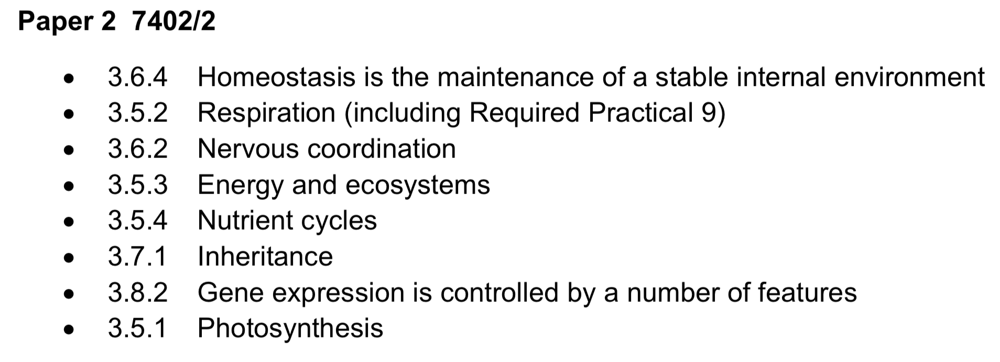 Paper 2 7402/2
• 3.6.4 Homeostasis is the maintenance of a stable internal environment
• 3.5.2 Respiration (including Required Practical 9)
• 3.6.2 Nervous coordination
• 3.5.3 Energy and ecosystems
• 3.5.4 Nutrient cycles
• 3.7.1 Inheritance
• 3.8.2 Gene expression is controlled by a number of features
• 3.5.1 Photosynthesis